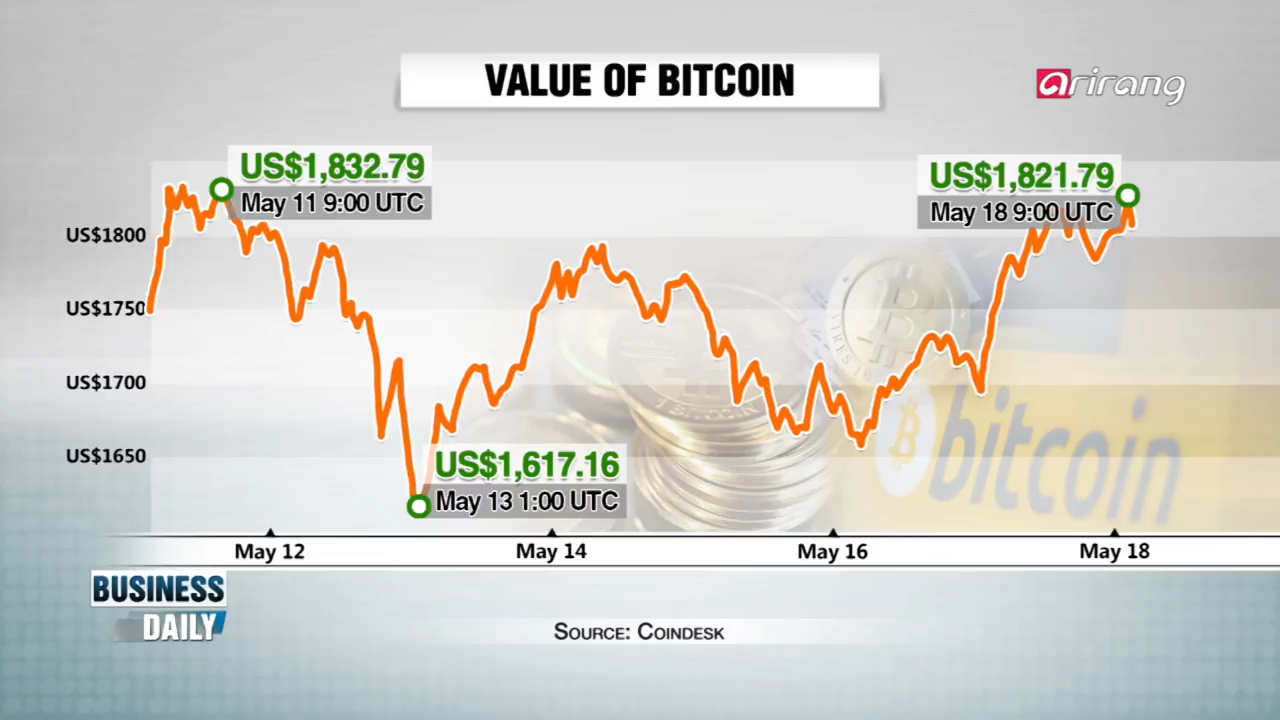 VALUE OF BITCOIN
arirang
US$1,832.79
May 11 9:00 UTC
US$1,821.79
May 18 9:00 UTC
US$1800
US$1750
US$1700
US$1650
US$1,617.16
May 13 1:00 UTC
bitcoin
BITCOIN
May 12
May 14
May 16
May 18
BUSINESS
DAILY
SOURCE: COINDESK